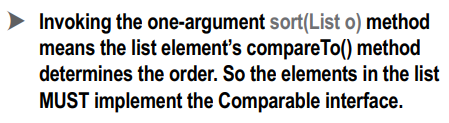 ➤ Invoking the one-argument sort(List o) method
means the list element's compareTo() method
determines the order. So the elements in the list
MUST implement the Comparable interface.